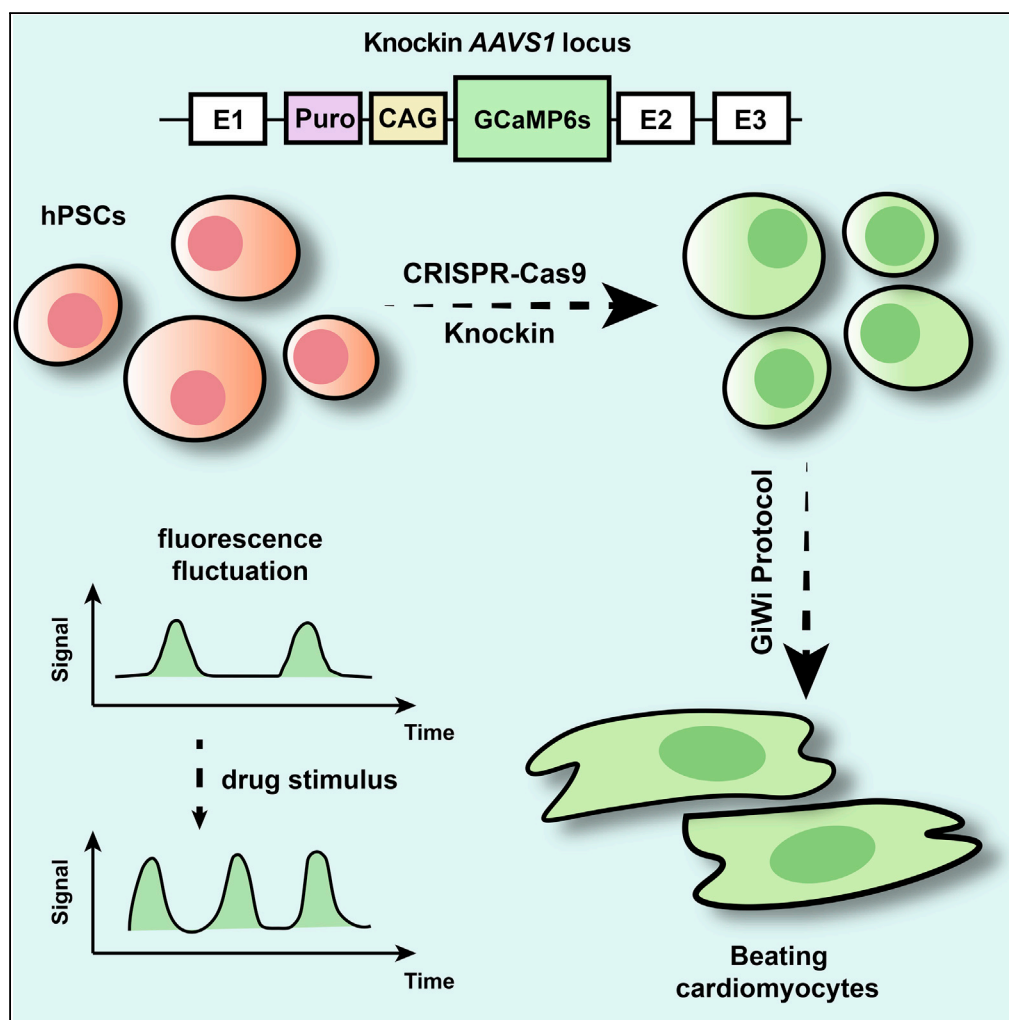 Knockin AAVS1 locus
E1 Puro CAG GCaMP6s E2 E3
hPSCs
CRISPR-Cas9
Knockin
GiWi Protocol
fluorescence
fluctuation
Signal
Time
drug stimulus
Signal
Time
Beating
cardiomyocytes